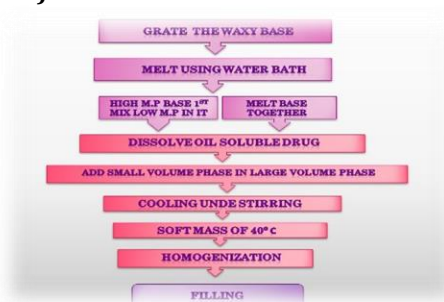 GRATE THE WAXY BASE
MELT USING WATER BATH
HIGH M.P BASE 1ST
MIX LOW M.P IN IT
MELT BASE
TOGETHER
DISSOLVE OIL SOLUBLE DRUG
ADD SMALL VOLUME PHASE IN LARGE VOLUME PHASE
COOLING UNDE STIRRING
SOFT MASS OF 40° C
HOMOGENIZATION
FILLING